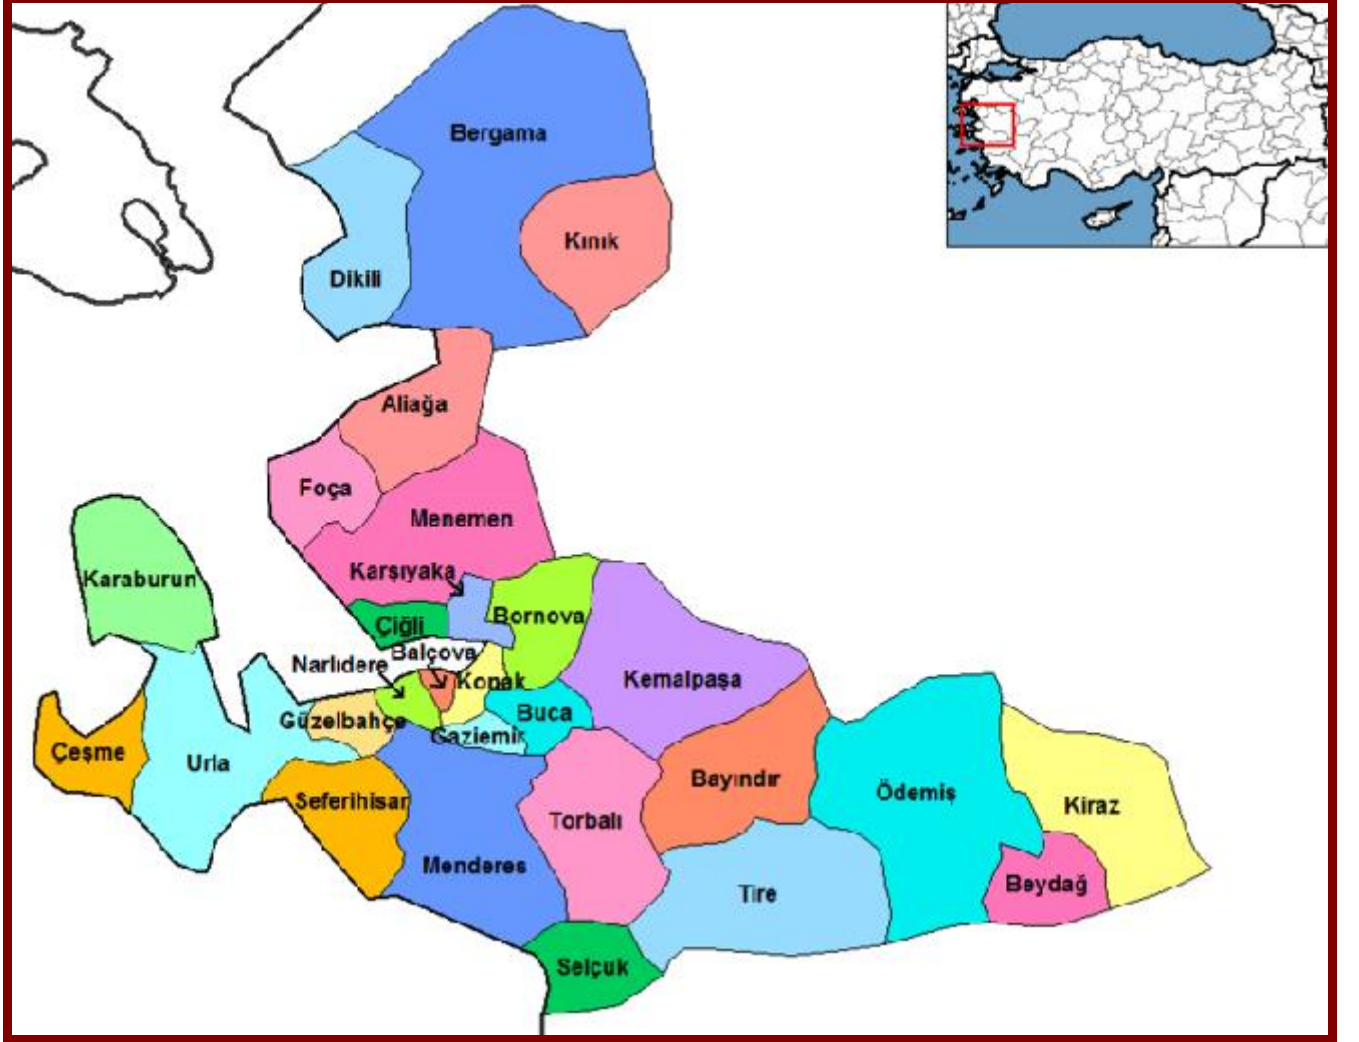 Bergama
Kınık
Dikili
Aliağa
Foça
Menemen
Karşıyaka
Karaburun
Çiğli
Bornova
Balçova
Narlıdere
Konak
Kemalpaşa
Güzelbahçe
Buca
Gaziemir
Çeşme
Urla
Bayındır
Ödemiş
Seferihisar
Kiraz
Torbalı
Menderes
Beydağ
Tire
Selçuk